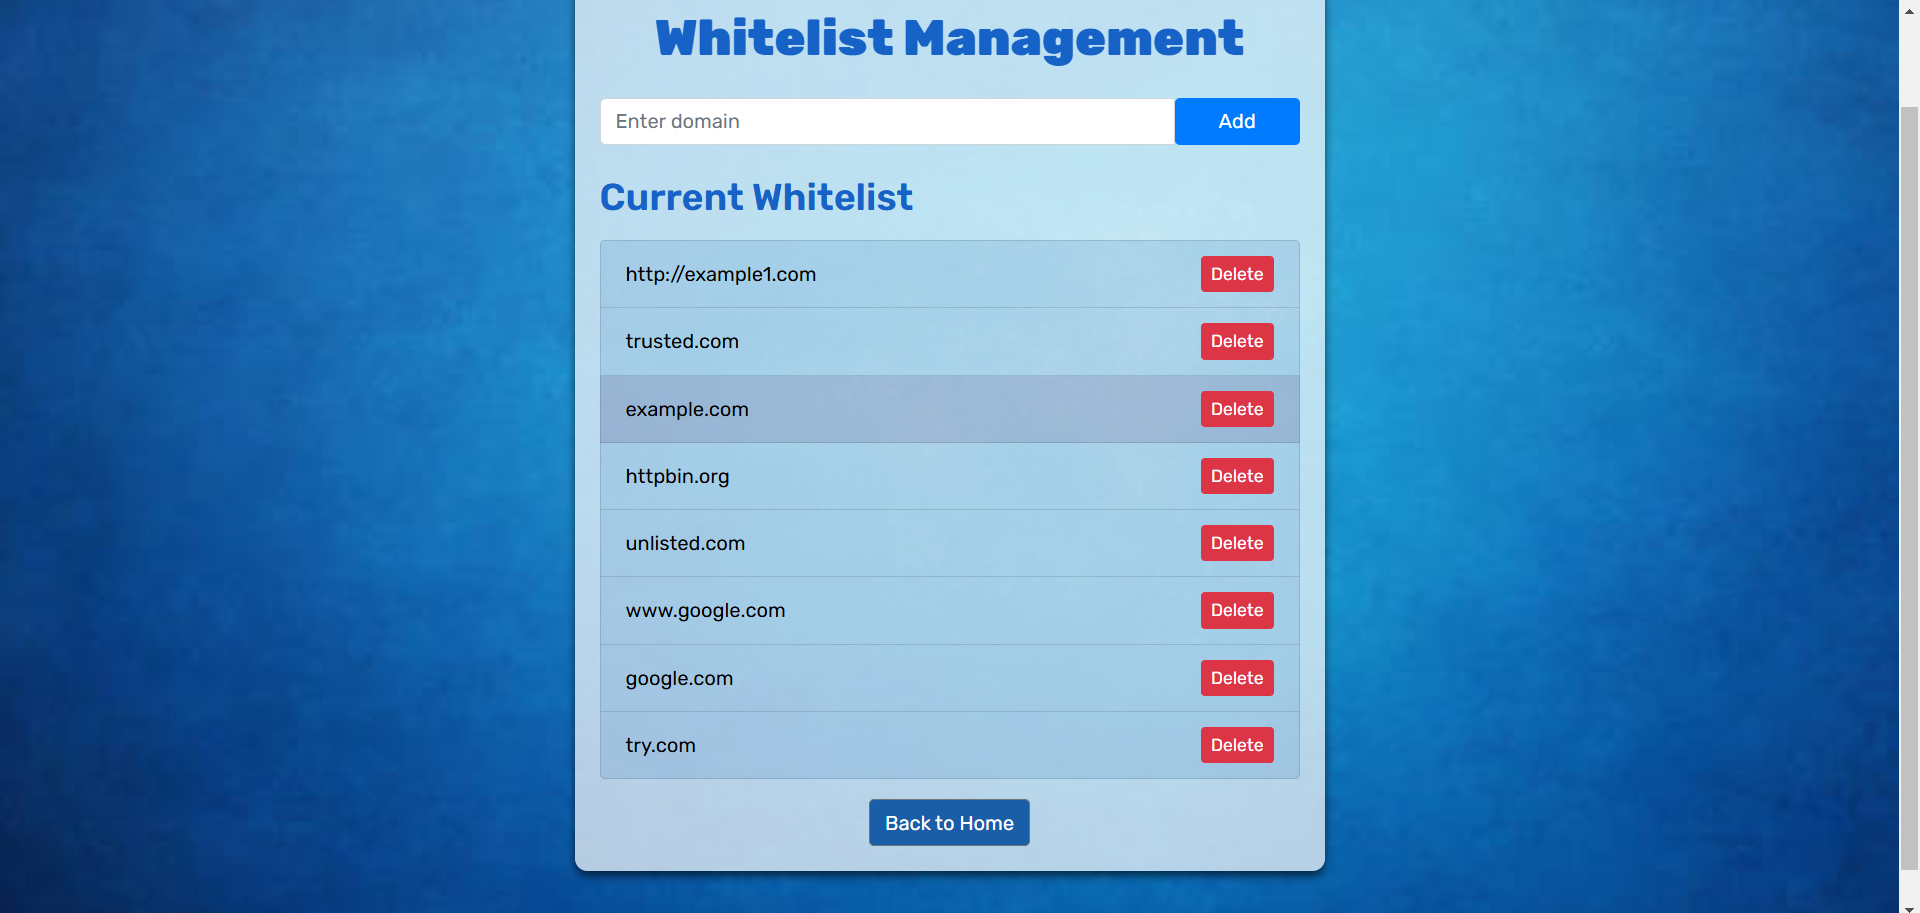 Whitelist Management
Enter domain
Add
Current Whitelist
http://example1.com Delete
trusted.com Delete
example.com Delete
httpbin.org Delete
unlisted.com Delete
www.google.com Delete
google.com Delete
try.com Delete
Back to Home